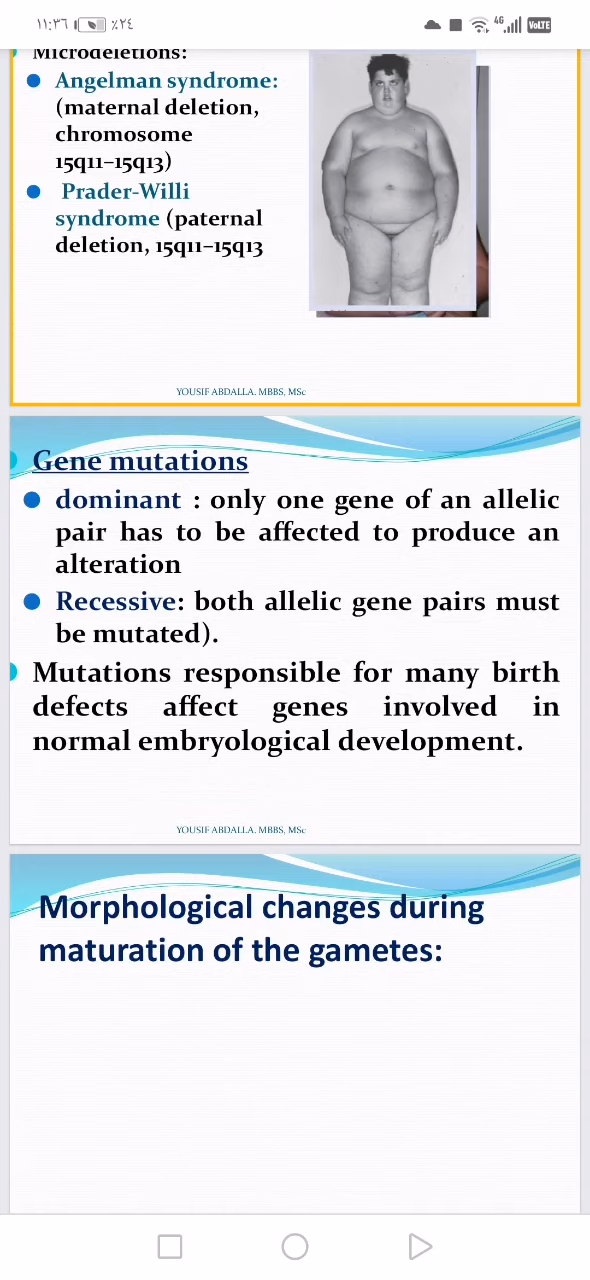 ١١:٣٦ ٪٢٤ 4G VoLTE
Microdeletions:
Angelman syndrome:
(maternal deletion,
chromosome
15q11–15q13)
Prader-Willi
syndrome (paternal
deletion, 15q11–15q13
YOUSIF ABDALLA. MBBS, MSc
Gene mutations
dominant : only one gene of an allelic
pair has to be affected to produce an
alteration
Recessive: both allelic gene pairs must
be mutated).
Mutations responsible for many birth
defects affect genes involved in
normal embryological development.
YOUSIF ABDALLA. MBBS, MSc
Morphological changes during
maturation of the gametes: